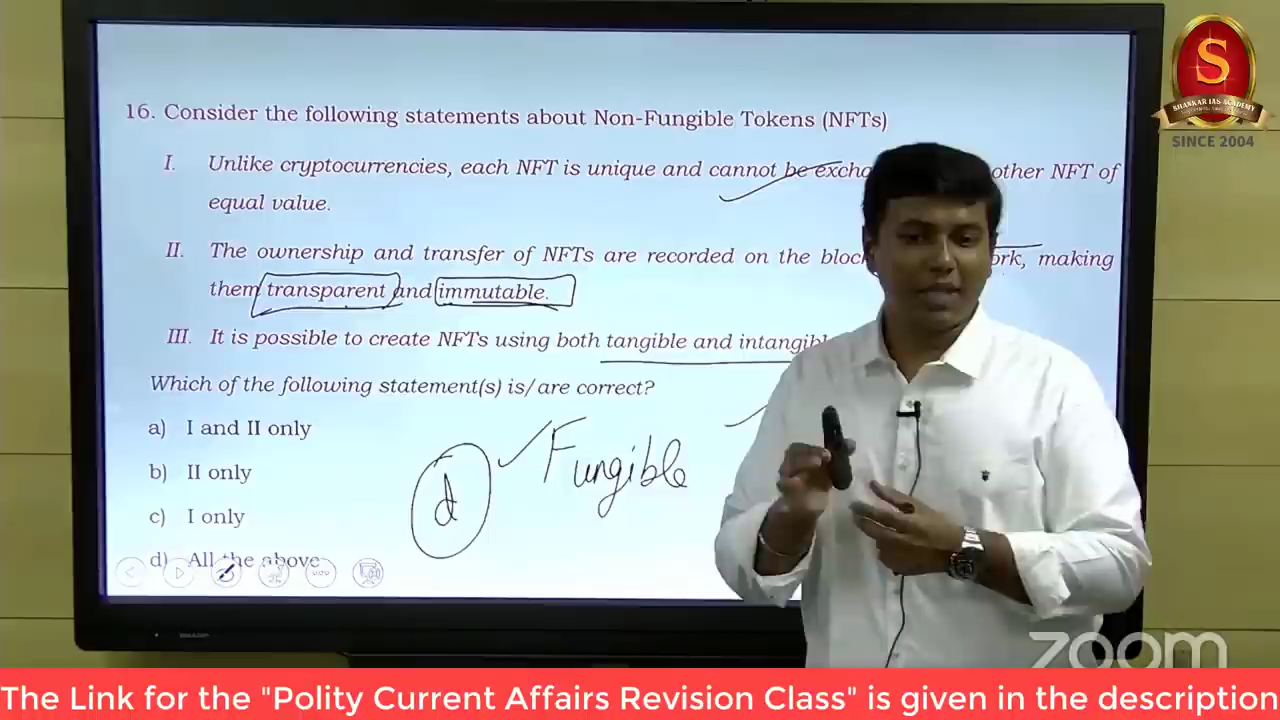 16. Consider the following statements about Non-Fungible Tokens (NFTs)
I. Unlike cryptocurrencies, each NFT is unique and cannot be other NFT of
equal value.
II. The ownership and transfer of NFTs are recorded on the making
them transparent and immutable.
III. It is possible to create NFTs using both tangible and
Which of the following statement(s) is/are correct?
a) I and II only
b) II only
c) I only
d) All the above
d
Fungible
S
SHANKAR IAS ACADEMY
SINCE 2004
SHARP
zoom
The Link for the "Polity Current Affairs Revision Class" is given in the description